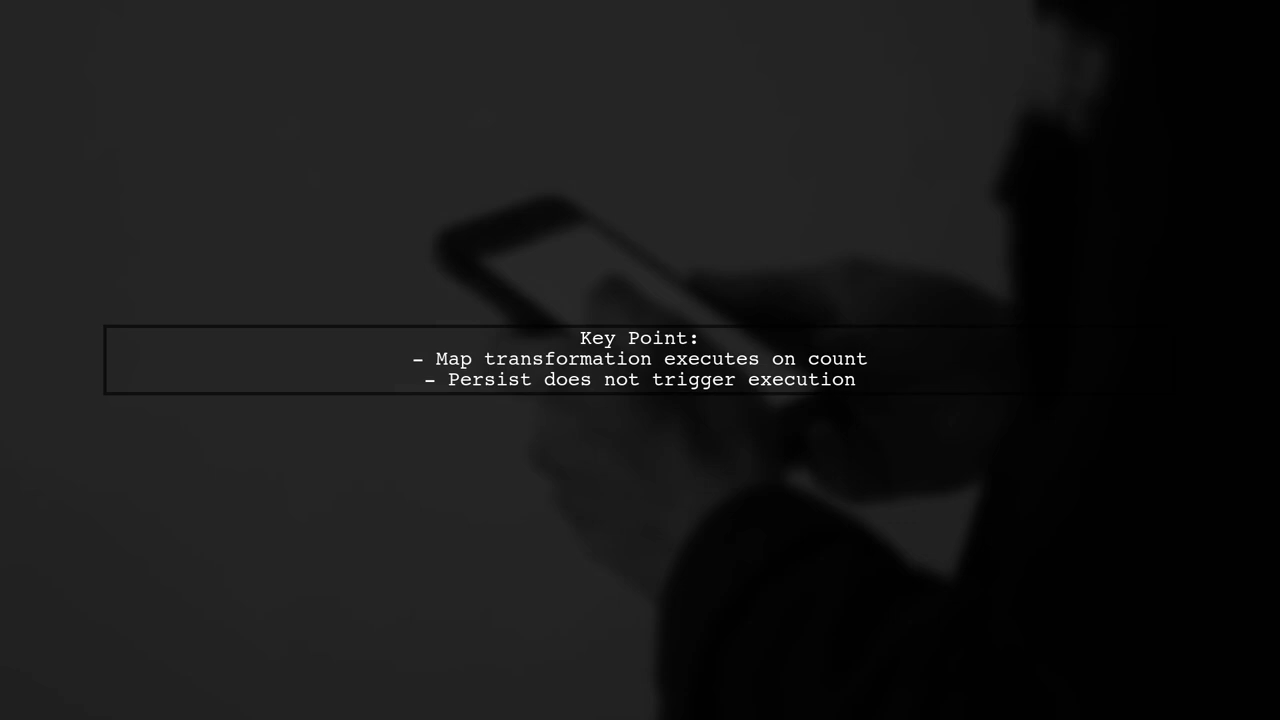 Key Point:
- Map transformation executes on count
- Persist does not trigger execution